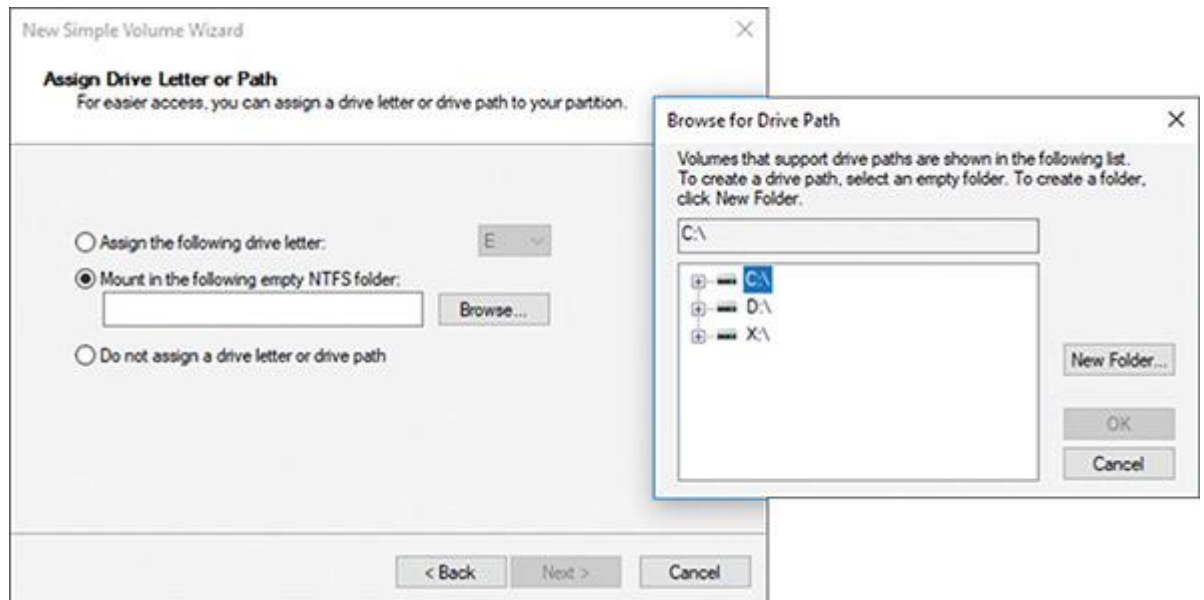 New Simple Volume Wizard
Assign Drive Letter or Path
For easier access, you can assign a drive letter or drive path to your partition.
Assign the following drive letter:
E
Mount in the following empty NTFS folder:
Browse...
Do not assign a drive letter or drive path
< Back
Next >
Cancel
Browse for Drive Path
Volumes that support drive paths are shown in the following list.
To create a drive path, select an empty folder. To create a folder,
click New Folder.
C:\
C:\
D:\
X:\
New Folder...
OK
Cancel